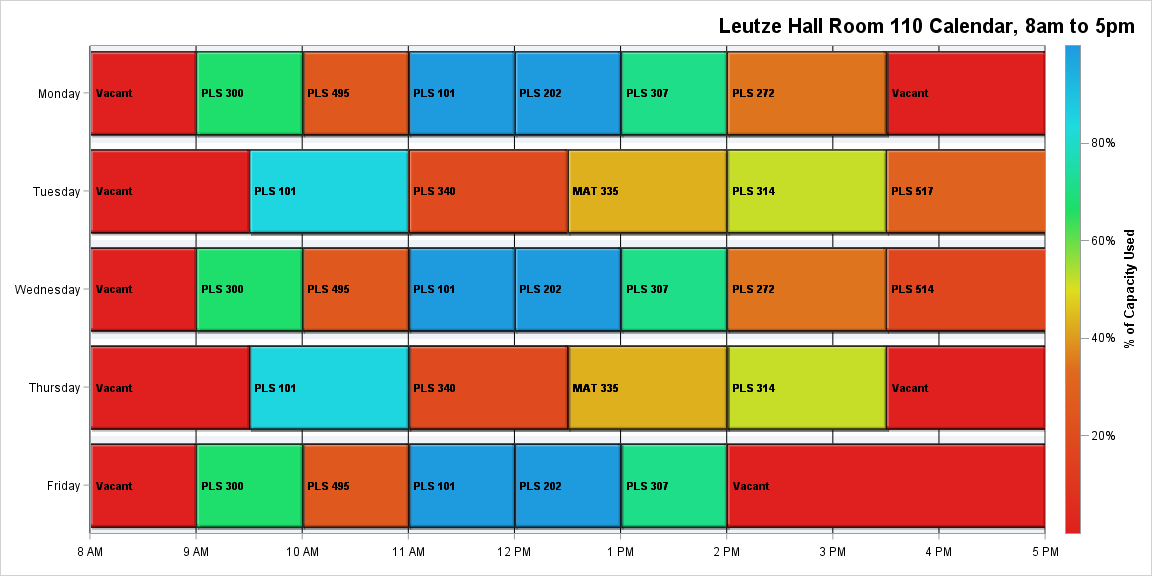 Leutze Hall Room 110 Calendar, 8am to 5pm
Monday
Vacant
PLS 300
PLS 495
PLS 101
PLS 202
PLS 307
PLS 272
Vacant
Tuesday
Vacant
PLS 101
PLS 340
MAT 335
PLS 314
PLS 517
Wednesday
Vacant
PLS 300
PLS 495
PLS 101
PLS 202
PLS 307
PLS 272
PLS 514
Thursday
Vacant
PLS 101
PLS 340
MAT 335
PLS 314
Vacant
Friday
Vacant
PLS 300
PLS 495
PLS 101
PLS 202
PLS 307
Vacant
8 AM
9 AM
10 AM
11 AM
12 PM
1 PM
2 PM
3 PM
4 PM
5 PM
80%
60%
40%
20%
% of Capacity Used